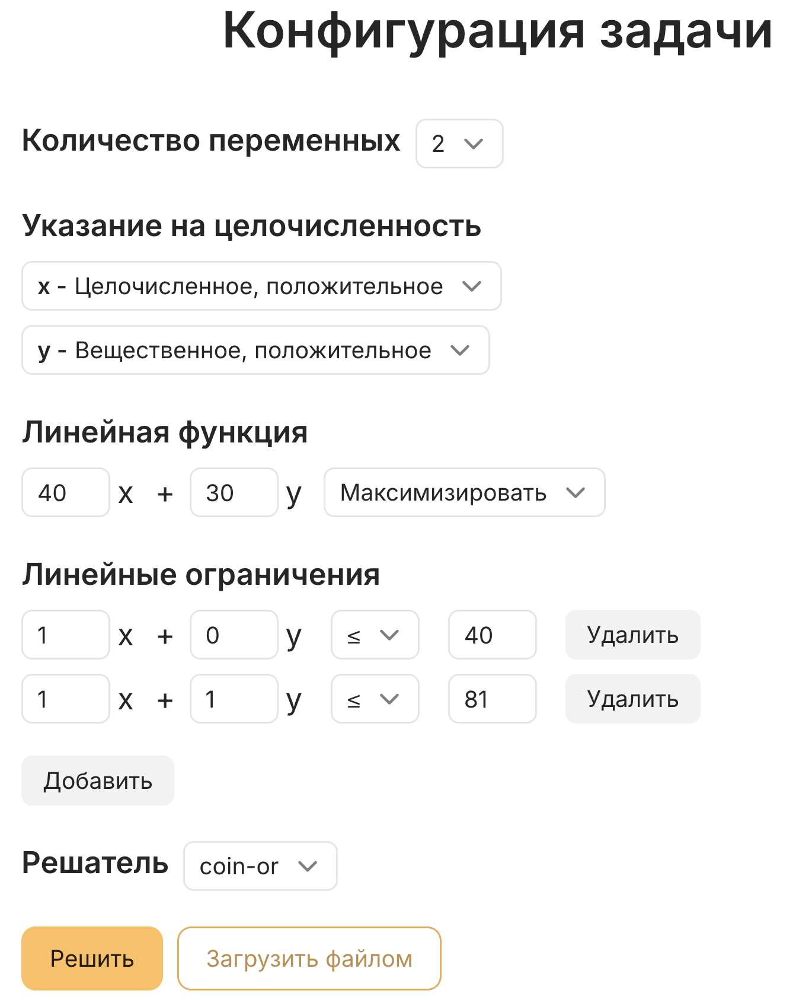 Конфигурация задачи
Количество переменных 2
Указание на целочисленность
x - Целочисленное, положительное
y - Вещественное, положительное
Линейная функция
40 x + 30 y Максимизировать
Линейные ограничения
1 x + 0 y ≤ 40 Удалить
1 x + 1 y ≤ 81 Удалить
Добавить
Решатель coin-or
Решить Загрузить файлом